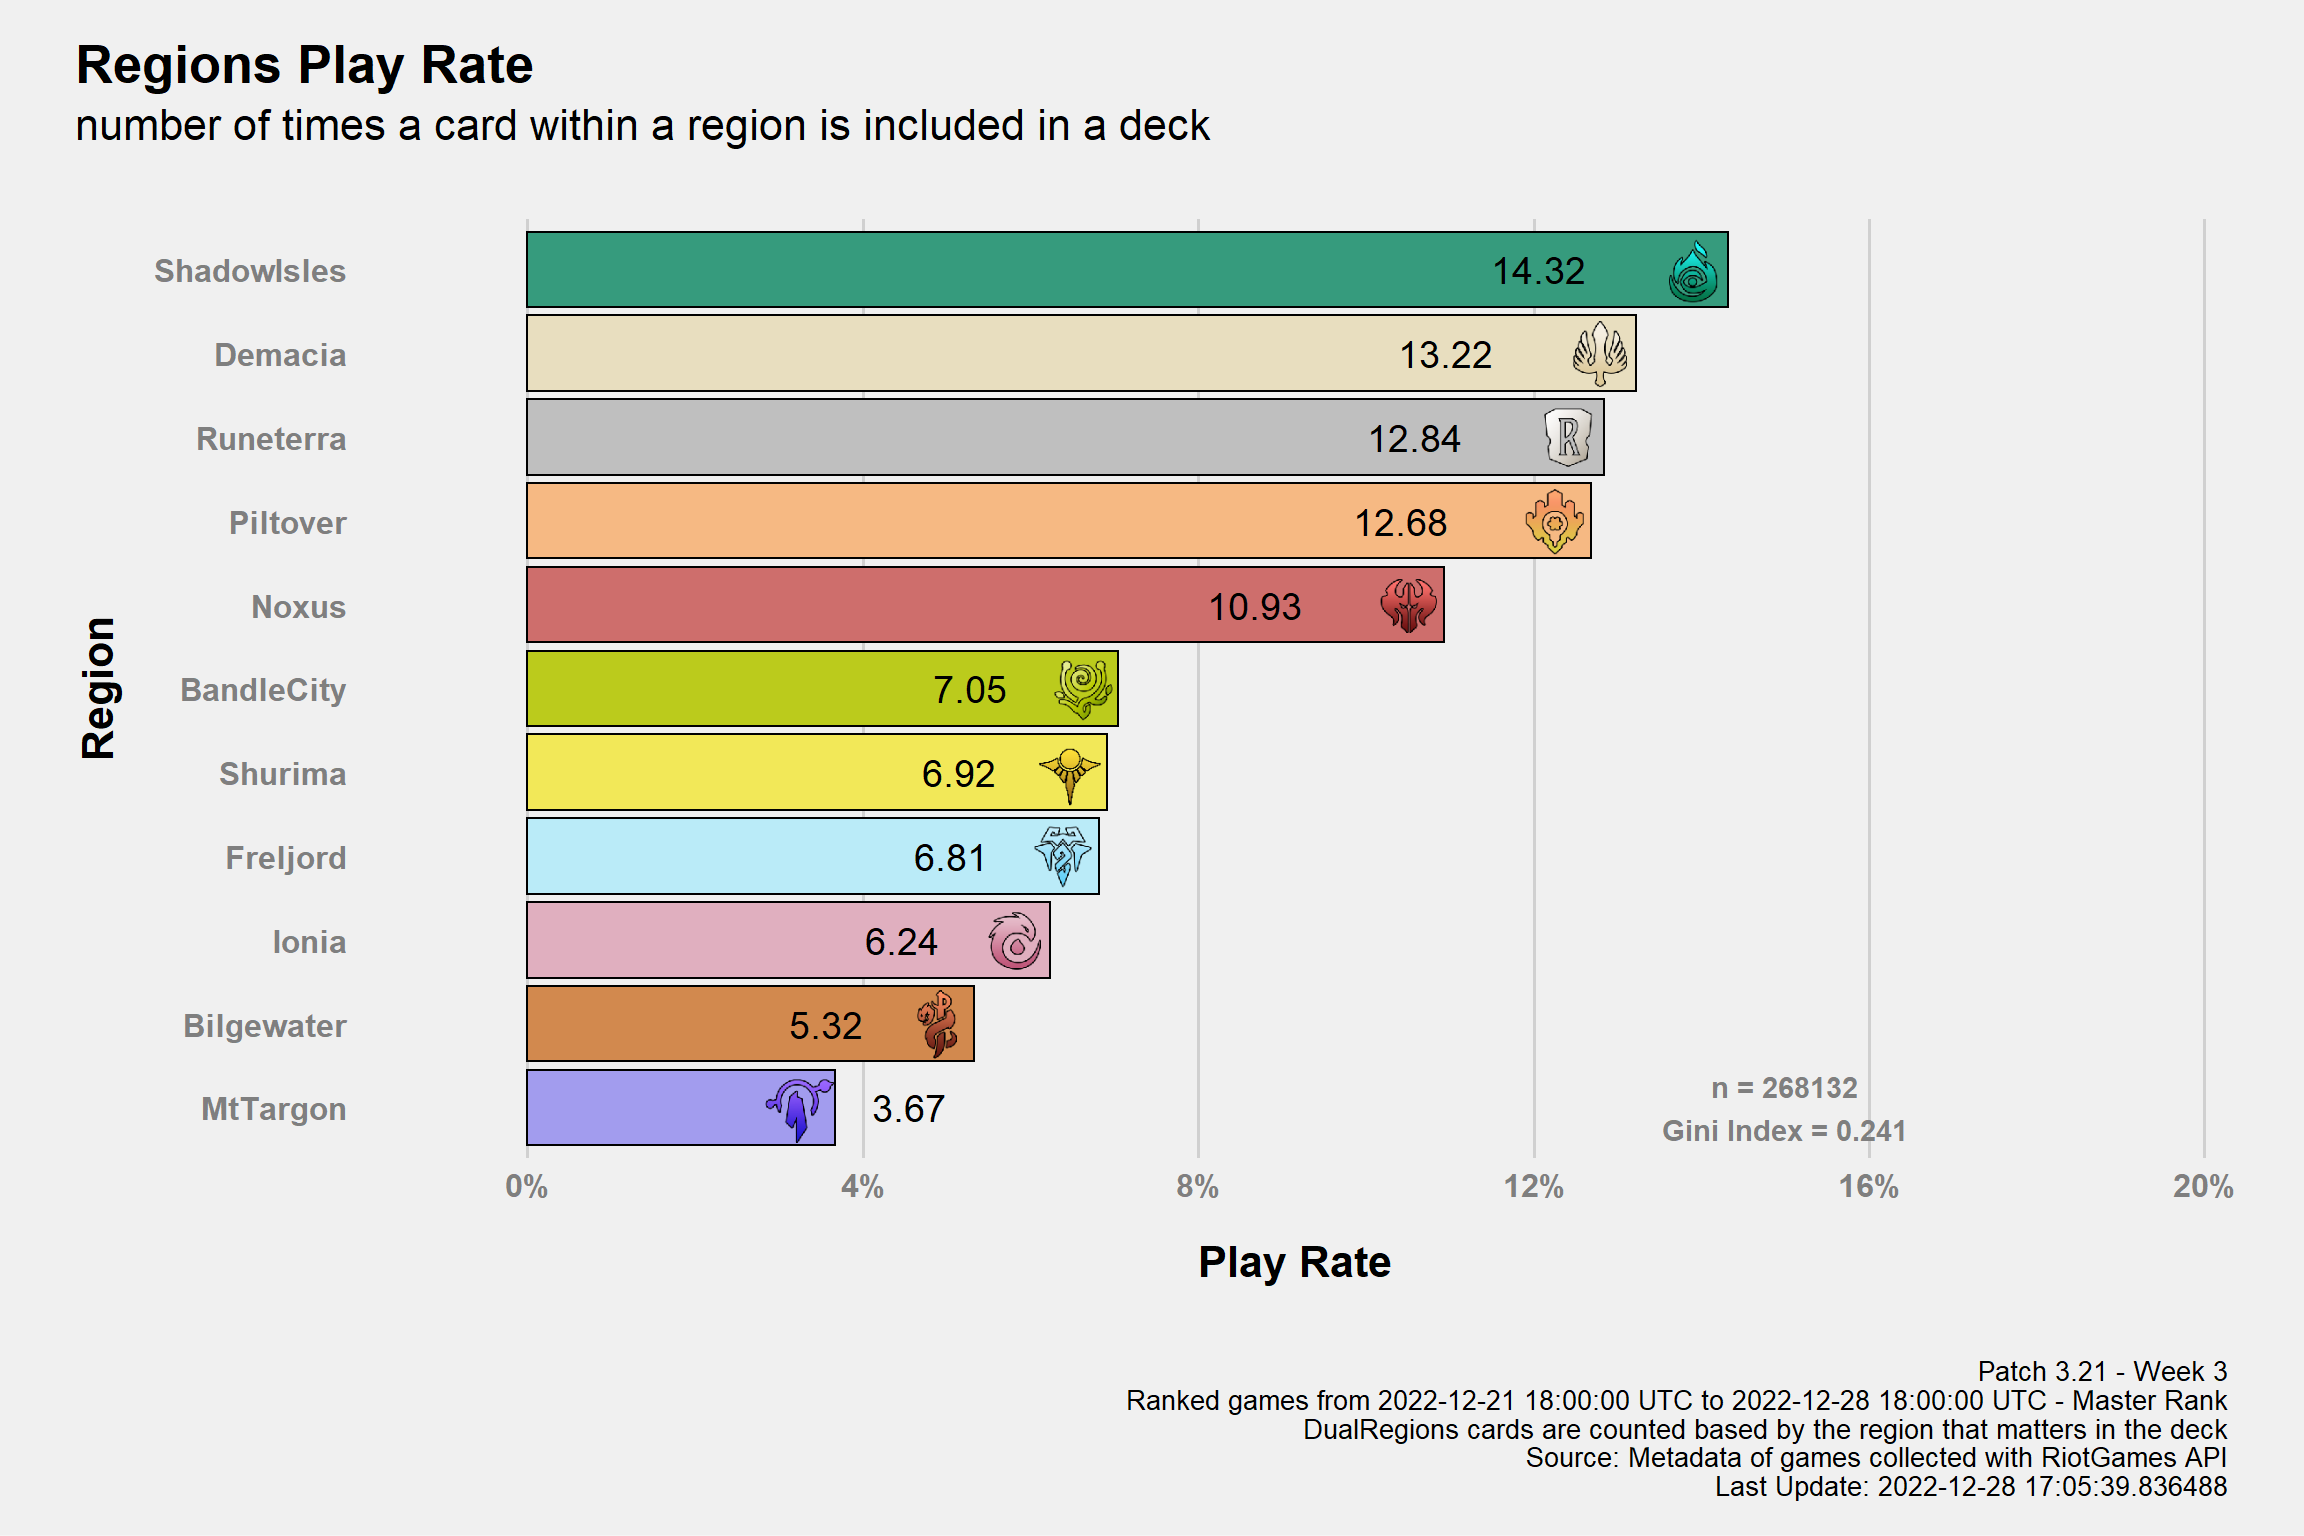 Regions Play Rate
number of times a card within a region is included in a deck
Region
ShadowIsles 14.32
Demacia 13.22
Runeterra 12.84
R
Piltover 12.68
Noxus 10.93
BandleCity 7.05
Shurima 6.92
Freljord 6.81
Ionia 6.24
Bilgewater 5.32
MtTargon 3.67
n = 268132
Gini Index = 0.241
0% 4% 8% 12% 16% 20%
Play Rate
Patch 3.21 - Week 3
Ranked games from 2022-12-21 18:00:00 UTC to 2022-12-28 18:00:00 UTC - Master Rank
DualRegions cards are counted based by the region that matters in the deck
Source: Metadata of games collected with RiotGames API
Last Update: 2022-12-28 17:05:39.836488